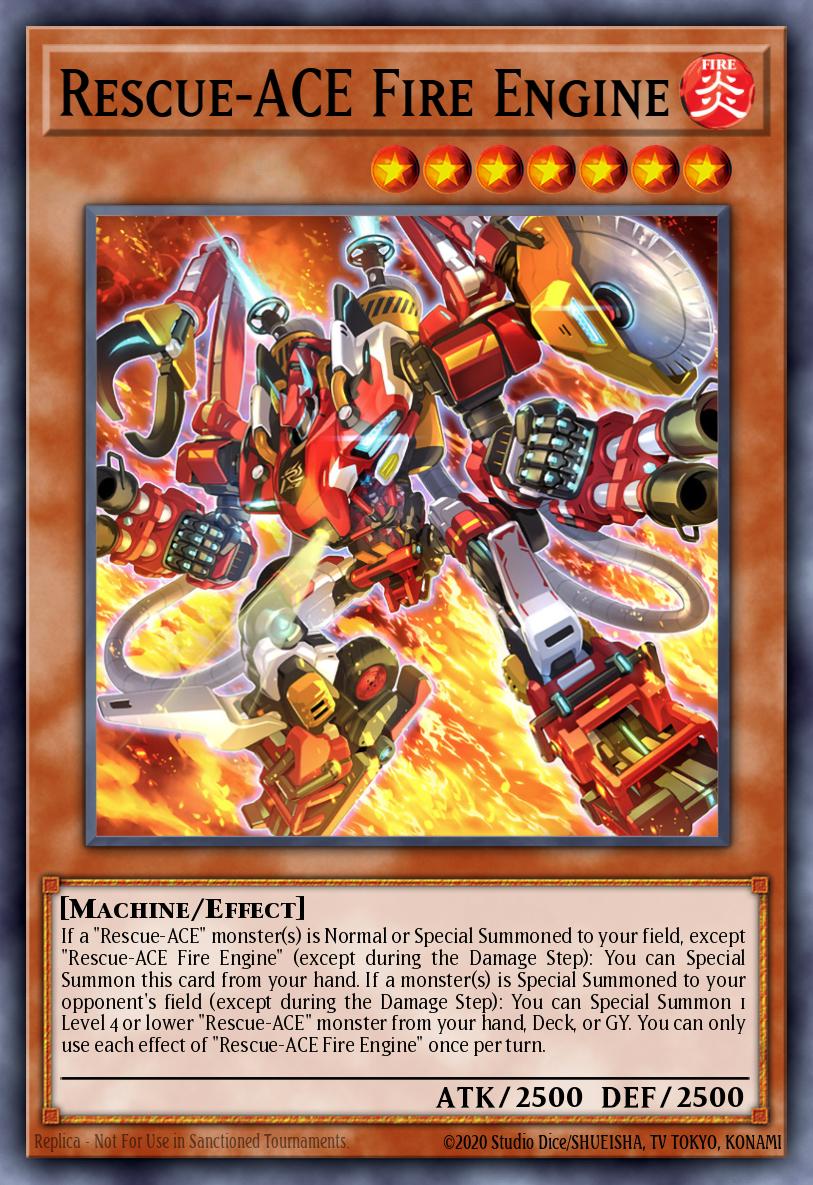 Rescue-ACE Fire Engine
FIRE
炎
[Machine/Effect]
If a "Rescue-ACE" monster(s) is Normal or Special Summoned to your field, except
"Rescue-ACE Fire Engine" (except during the Damage Step): You can Special
Summon this card from your hand. If a monster(s) is Special Summoned to your
opponent's field (except during the Damage Step): You can Special Summon 1
Level 4 or lower "Rescue-ACE" monster from your hand, Deck, or GY. You can only
use each effect of "Rescue-ACE Fire Engine" once per turn.
ATK/2500 DEF/2500
Replica - Not For Use in Sanctioned Tournaments.
©2020 Studio Dice/SHUEISHA, TV TOKYO, KONAMI